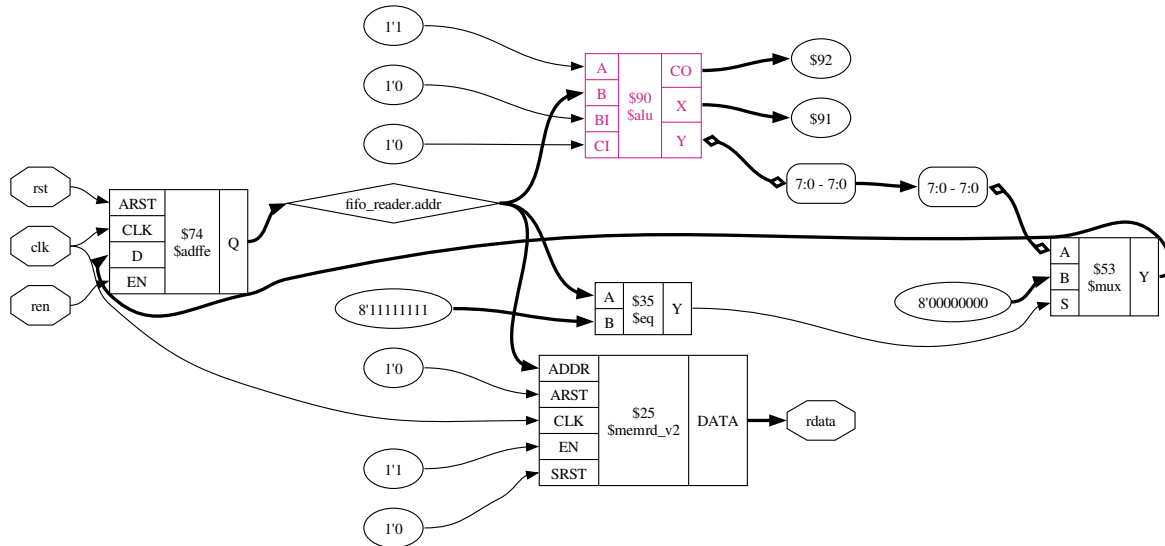 1'1
1'0
1'0
A
B
BI
CI
$90
$alu
CO
X
Y
$92
$91
7:0 - 7:0
7:0 - 7:0
rst
clk
ren
ARST
CLK
D
EN
$74
$adffe
Q
fifo_reader.addr
8'11111111
A
B
$35
$eq
Y
8'00000000
A
B
S
$53
$mux
Y
1'0
1'1
1'0
ADDR
ARST
CLK
EN
SRST
$25
$memrd_v2
DATA
rdata